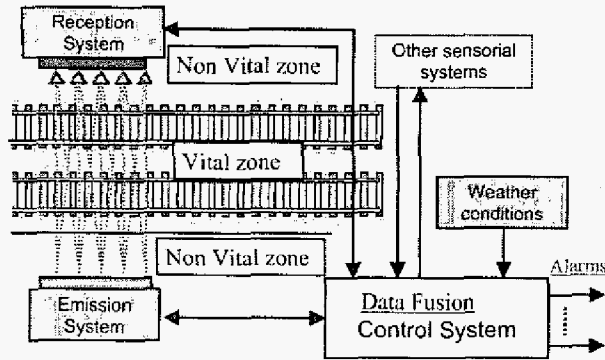 Reception
System
Non Vital zone
Other sensorial
systems
Vital zone
Weather
conditions
Non Vital zone
Alarms
Emission
System
Data Fusion
Control System